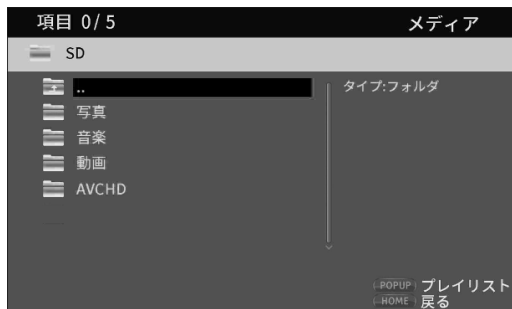 項目 0/5 メディア
SD
..
タイプ:フォルダ
写真
音楽
動画
AVCHD
POPUP プレイリスト
HOME 戻る